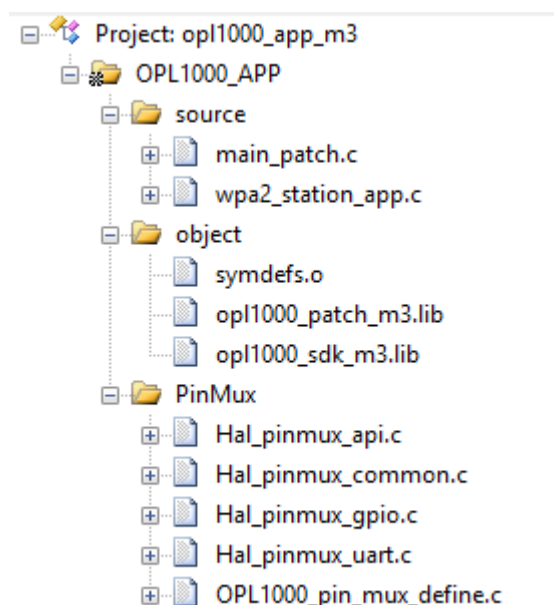 Project: opl1000_app_m3
OPL1000_APP
source
main_patch.c
wpa2_station_app.c
object
symdefs.o
opl1000_patch_m3.lib
opl1000_sdk_m3.lib
PinMux
Hal_pinmux_api.c
Hal_pinmux_common.c
Hal_pinmux_gpio.c
Hal_pinmux_uart.c
OPL1000_pin_mux_define.c